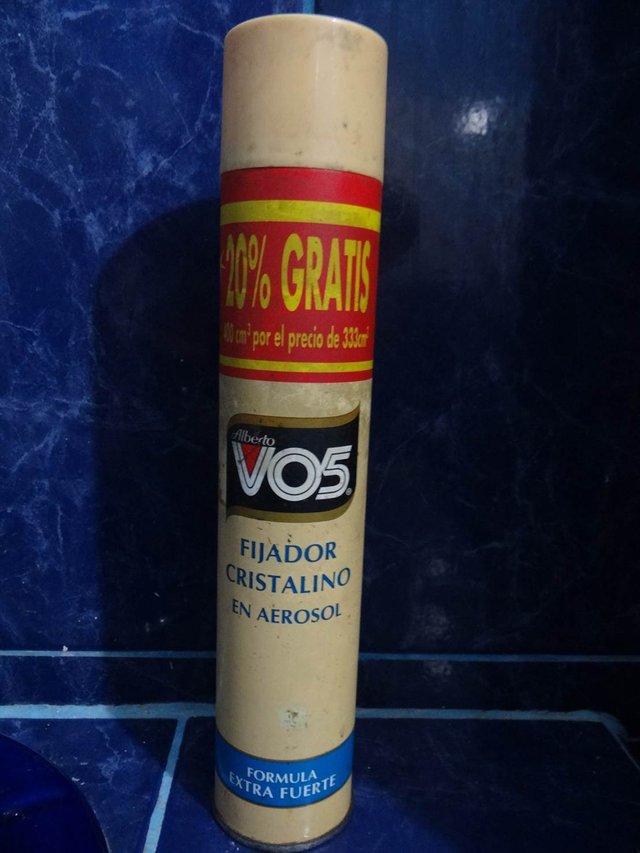 20% GRATIS
400 cm³ por el precio de 333cm³
Alberto
VO5®
FIJADOR
CRISTALINO
EN AEROSOL
FORMULA
EXTRA FUERTE